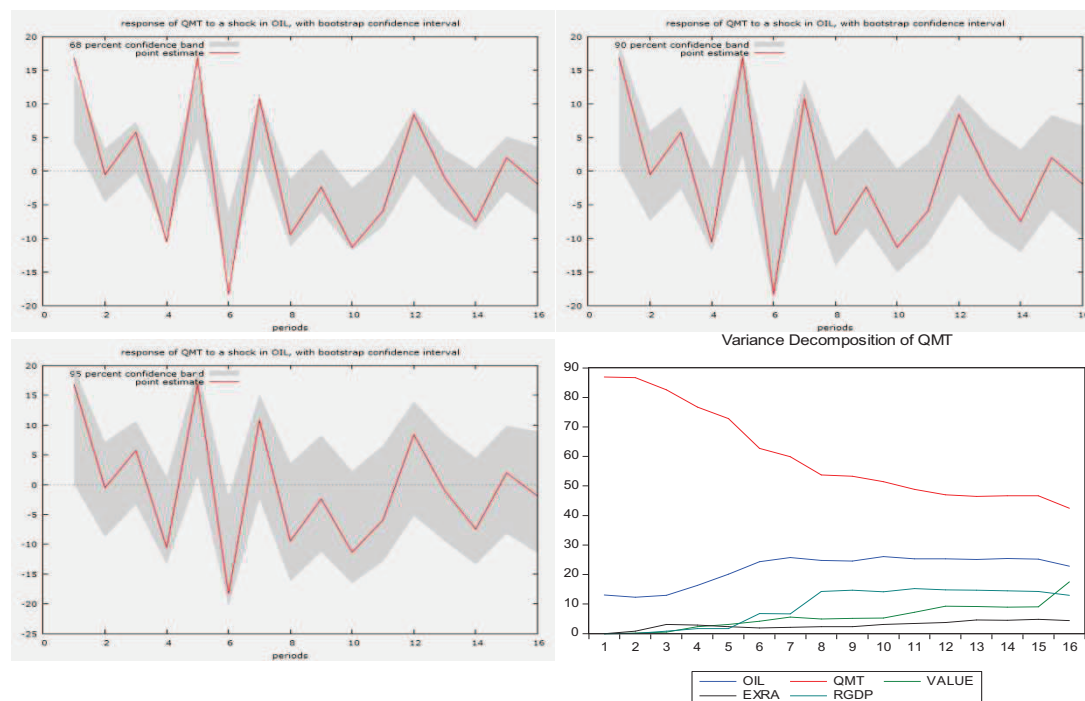 response of QMT to a shock in OIL, with bootstrap confidence interval
20
68 percent confidence band
point estimate
15
10
5
0
-5
-10
-15
-20
0 2 4 6 8 10 12 14 16
periods
response of QMT to a shock in OIL, with bootstrap confidence interval
20
90 percent confidence band
point estimate
15
10
5
0
-5
-10
-15
-20
0 2 4 6 8 10 12 14 16
periods
response of QMT to a shock in OIL, with bootstrap confidence interval
20
95 percent confidence band
point estimate
15
10
5
0
-5
-10
-15
-20
-25
0 2 4 6 8 10 12 14 16
periods
Variance Decomposition of QMT
90
80
70
60
50
40
30
20
10
0
1 2 3 4 5 6 7 8 9 10 11 12 13 14 15 16
OIL QMT VALUE
EXRA RGDP